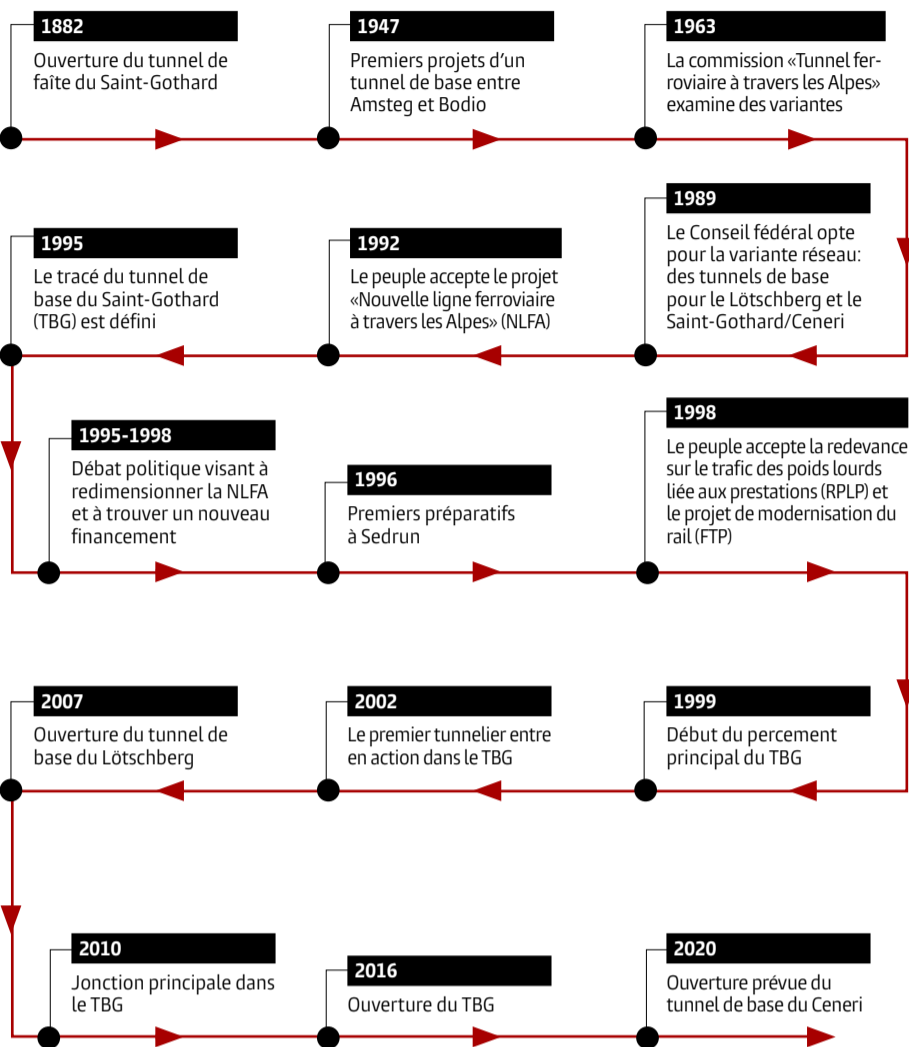 1882
Ouverture du tunnel de
faîte du Saint-Gothard
1947
Premiers projets d'un
tunnel de base entre
Amsteg et Bodio
1963
La commission «Tunnel fer-
roviaire à travers les Alpes»
examine des variantes
1989
Le Conseil fédéral opte
pour la variante réseau:
des tunnels de base
pour le Lötschberg et le
Saint-Gothard/Ceneri
1992
Le peuple accepte le projet
«Nouvelle ligne ferroviaire
à travers les Alpes» (NLFA)
1995
Le tracé du tunnel de
base du Saint-Gothard
(TBG) est défini
1995-1998
Débat politique visant à
redimensionner la NLFA
et à trouver un nouveau
financement
1996
Premiers préparatifs
à Sedrun
1998
Le peuple accepte la redevance
sur le trafic des poids lourds
liée aux prestations (RPLP) et
le projet de modernisation du
rail (FTP)
1999
Début du percement
principal du TBG
2002
Le premier tunnelier entre
en action dans le TBG
2007
Ouverture du tunnel de
base du Lötschberg
2010
Jonction principale dans
le TBG
2016
Ouverture du TBG
2020
Ouverture prévue du
tunnel de base du Ceneri